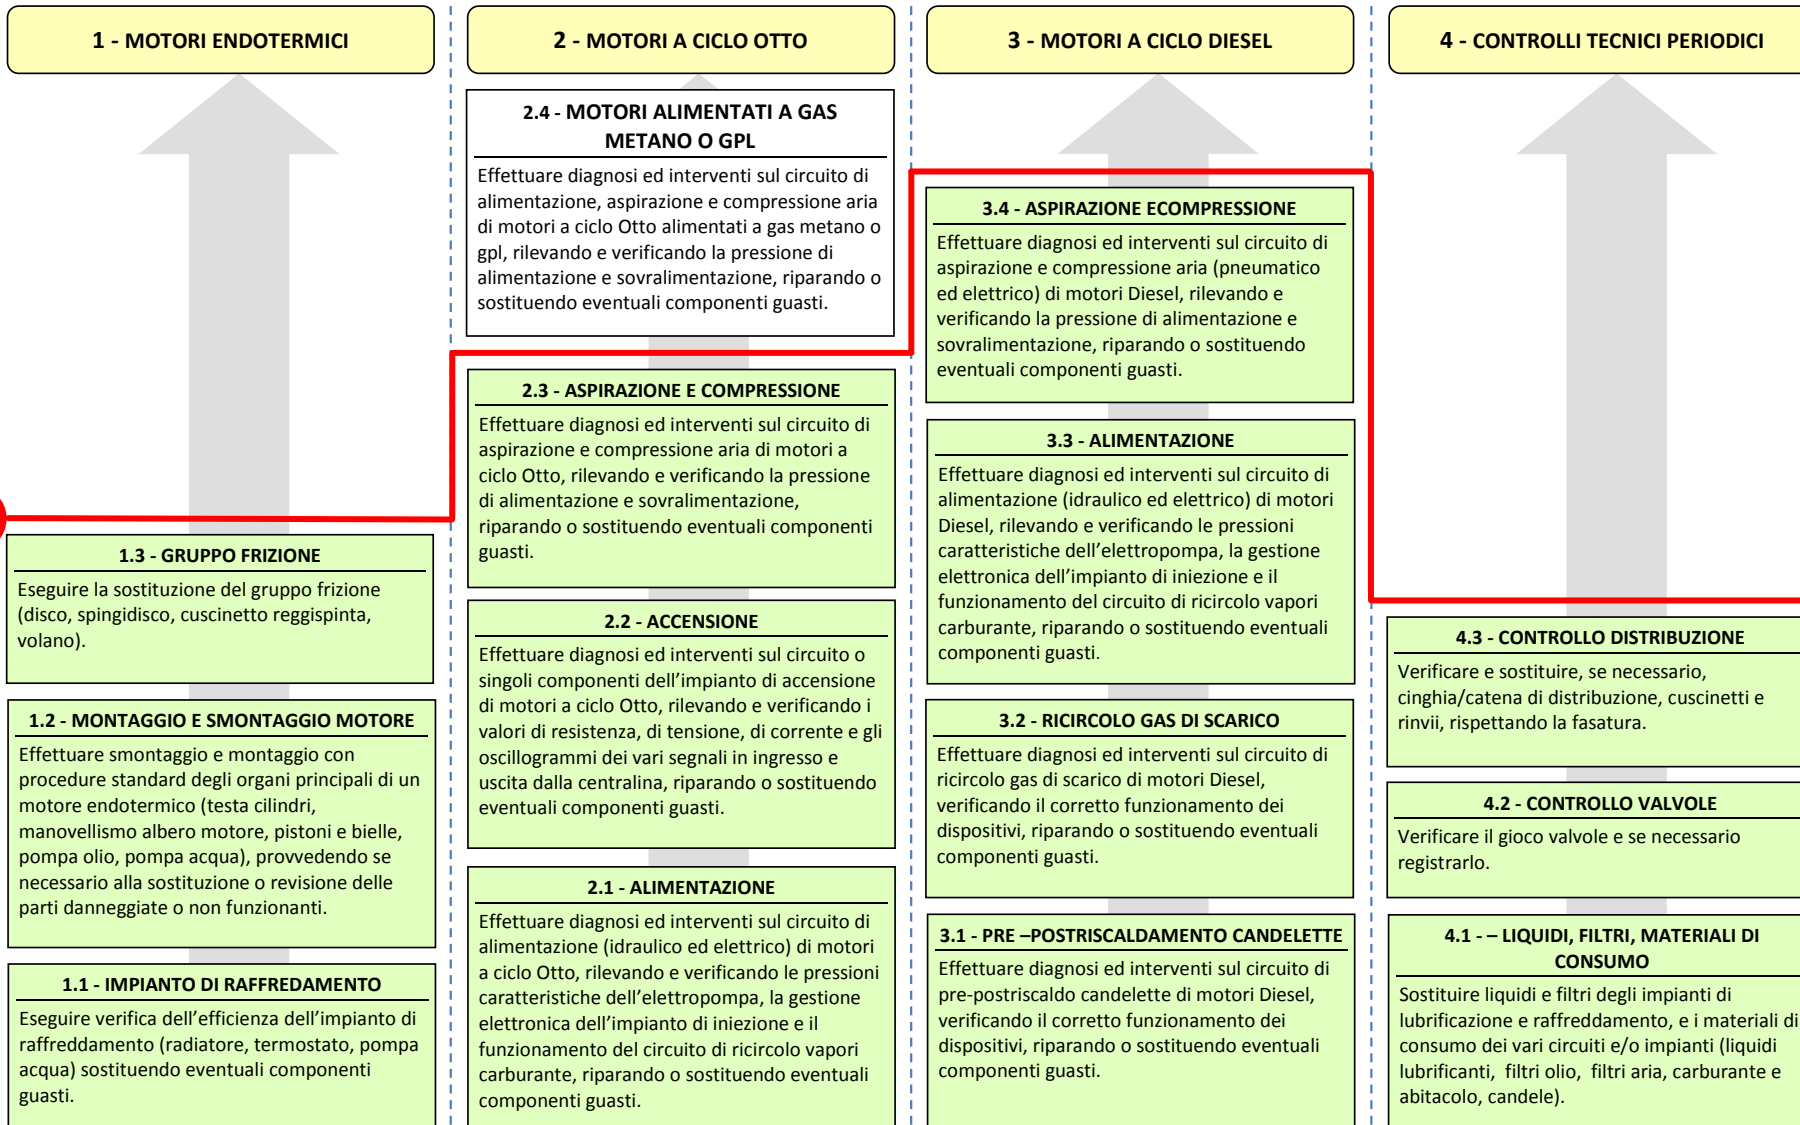 1 - MOTORI ENDOTERMICI
1.3 - GRUPPO FRIZIONE
Eseguire la sostituzione del gruppo frizione
(disco, spingidisco, cuscinetto reggispinta,
volano).
1.2 - MONTAGGIO E SMONTAGGIO MOTORE
Effettuare smontaggio e montaggio con
procedure standard degli organi principali di un
motore endotermico (testa cilindri,
manovellismo albero motore, pistoni e bielle,
pompa olio, pompa acqua), provvedendo se
necessario alla sostituzione o revisione delle
parti danneggiate o non funzionanti.
1.1 - IMPIANTO DI RAFFREDAMENTO
Eseguire verifica dell'efficienza dell'impianto di
raffreddamento (radiatore, termostato, pompa
acqua) sostituendo eventuali componenti
guasti.
2 - MOTORI A CICLO OTTO
2.4 - MOTORI ALIMENTATI A GAS
METANO O GPL
Effettuare diagnosi ed interventi sul circuito di
alimentazione, aspirazione e compressione aria
di motori a ciclo Otto alimentati a gas metano o
gpl, rilevando e verificando la pressione di
alimentazione e sovralimentazione, riparando o
sostituendo eventuali componenti guasti.
2.3 - ASPIRAZIONE E COMPRESSIONE
Effettuare diagnosi ed interventi sul circuito di
aspirazione e compressione aria di motori a
ciclo Otto, rilevando e verificando la pressione
di alimentazione e sovralimentazione,
riparando o sostituendo eventuali componenti
guasti.
2.2 - ACCENSIONE
Effettuare diagnosi ed interventi sul circuito o
singoli componenti dell'impianto di accensione
di motori a ciclo Otto, rilevando e verificando i
valori di resistenza, di tensione, di corrente e gli
oscillogrammi dei vari segnali in ingresso e
uscita dalla centralina, riparando o sostituendo
eventuali componenti guasti.
2.1 - ALIMENTAZIONE
Effettuare diagnosi ed interventi sul circuito di
alimentazione (idraulico ed elettrico) di motori
a ciclo Otto, rilevando e verificando le pressioni
caratteristiche dell'elettropompa, la gestione
elettronica dell'impianto di iniezione e il
funzionamento del circuito di ricircolo vapori
carburante, riparando o sostituendo eventuali
componenti guasti.
3 - MOTORI A CICLO DIESEL
3.4 - ASPIRAZIONE ECOMPRESSIONE
Effettuare diagnosi ed interventi sul circuito di
aspirazione e compressione aria (pneumatico
ed elettrico) di motori Diesel, rilevando e
verificando la pressione di alimentazione e
sovralimentazione, riparando o sostituendo
eventuali componenti guasti.
3.3 - ALIMENTAZIONE
Effettuare diagnosi ed interventi sul circuito di
alimentazione (idraulico ed elettrico) di motori
Diesel, rilevando e verificando le pressioni
caratteristiche dell'elettropompa, la gestione
elettronica dell'impianto di iniezione e il
funzionamento del circuito di ricircolo vapori
carburante, riparando o sostituendo eventuali
componenti guasti.
3.2 - RICIRCOLO GAS DI SCARICO
Effettuare diagnosi ed interventi sul circuito di
ricircolo gas di scarico di motori Diesel,
verificando il corretto funzionamento dei
dispositivi, riparando o sostituendo eventuali
componenti guasti.
3.1 - PRE –POSTRISCALDAMENTO CANDELETTE
Effettuare diagnosi ed interventi sul circuito di
pre-postriscaldo candelette di motori Diesel,
verificando il corretto funzionamento dei
dispositivi, riparando o sostituendo eventuali
componenti guasti.
4 - CONTROLLI TECNICI PERIODICI
4.3 - CONTROLLO DISTRIBUZIONE
Verificare e sostituire, se necessario,
cinghia/catena di distribuzione, cuscinetti e
rinvii, rispettando la fasatura.
4.2 - CONTROLLO VALVOLE
Verificare il gioco valvole e se necessario
registrarlo.
4.1 - – LIQUIDI, FILTRI, MATERIALI DI
CONSUMO
Sostituire liquidi e filtri degli impianti di
lubrificazione e raffreddamento, e i materiali di
consumo dei vari circuiti e/o impianti (liquidi
lubrificanti, filtri olio, filtri aria, carburante e
abitacolo, candele).